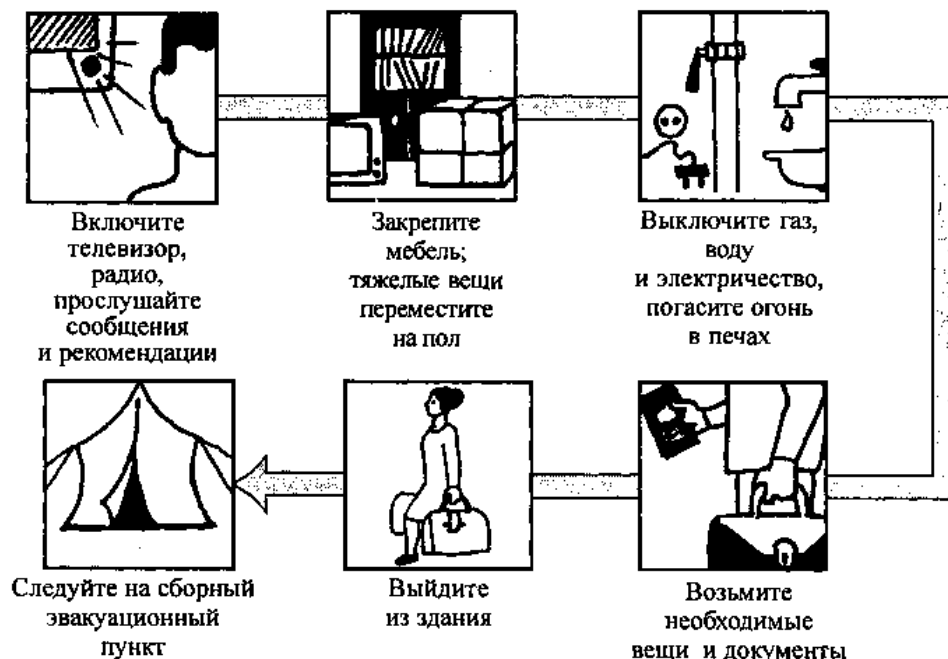 Включите
телевизор,
радио,
прослушайте
сообщения
и рекомендации
Закрепите
мебель;
тяжелые вещи
переместите
на пол
Выключите газ,
воду
и электричество,
погасите огонь
в печах
Возьмите
необходимые
вещи и документы
Выйдите
из здания
Следуйте на сборный
эвакуационный
пункт